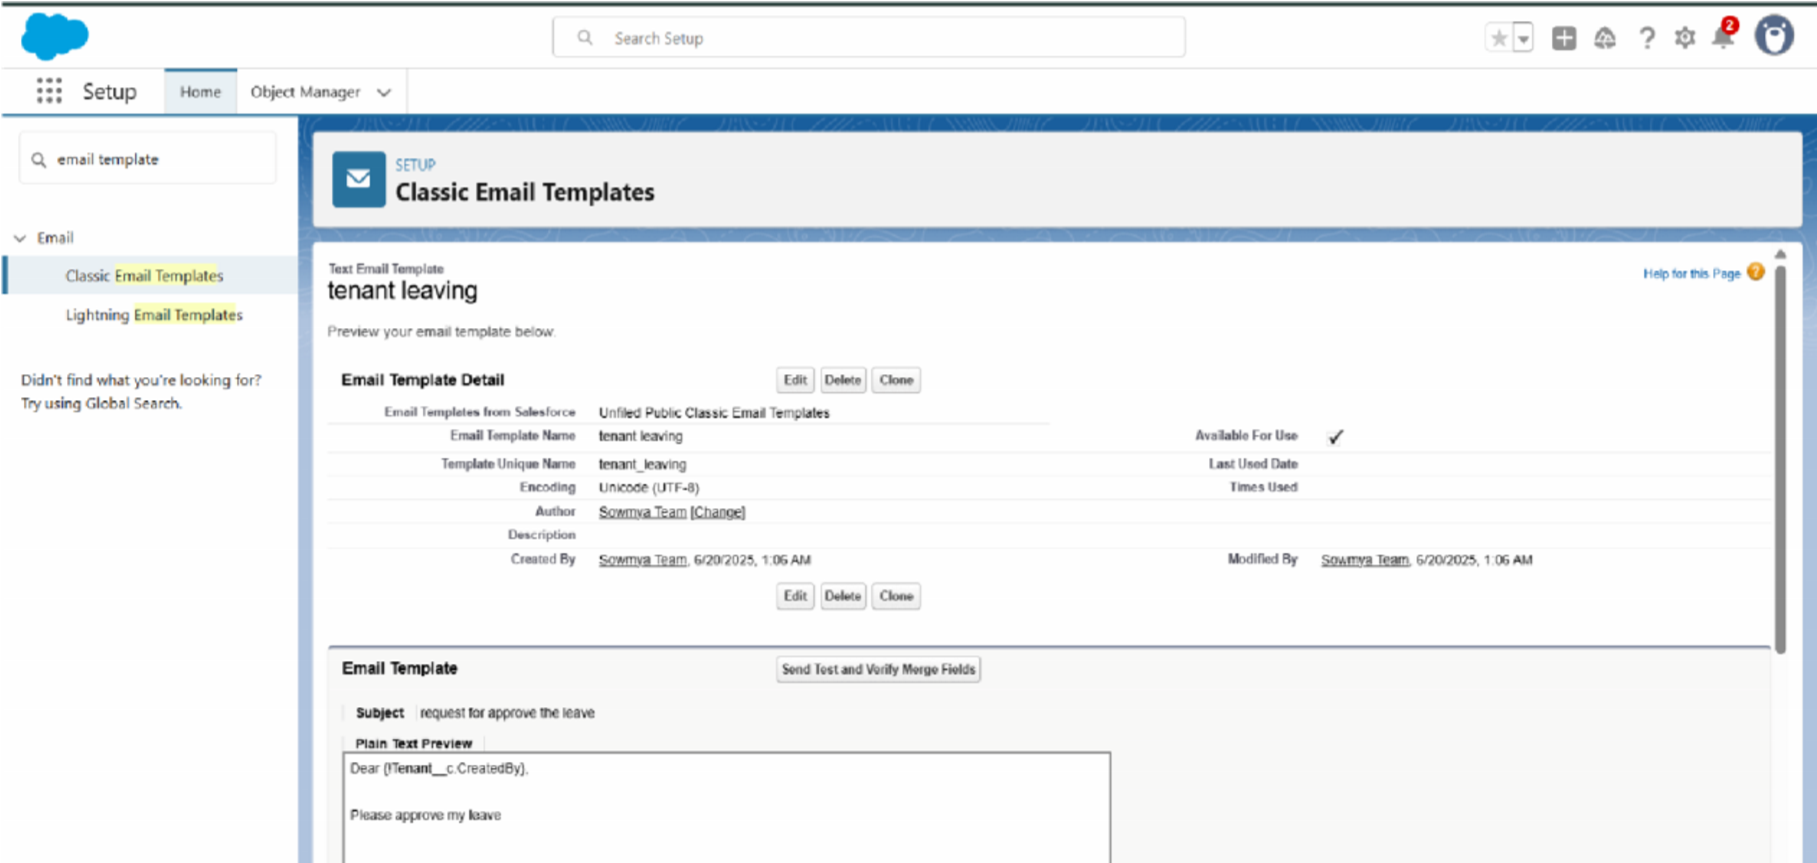 Search Setup
2
Setup
Home
Object Manager
email template
Email
Classic Email Templates
Lightning Email Templates
Didn't find what you're looking for?
Try using Global Search.
SETUP
Classic Email Templates
Text Email Template
tenant leaving
Help for this Page
Preview your email template below.
Email Template Detail
Edit Delete Clone
Email Templates from Salesforce Unfiled Public Classic Email Templates
Email Template Name tenant leaving Available For Use ✓
Template Unique Name tenant_leaving Last Used Date
Encoding Unicode (UTF-8) Times Used
Author Sowmya Team [Change]
Description
Created By Sowmya Team, 6/20/2025, 1:06 AM Modified By Sowmya Team, 6/20/2025, 1:06 AM
Edit Delete Clone
Email Template
Send Test and Verify Merge Fields
Subject request for approve the leave
Plain Text Preview
Dear {!Tenant__c.CreatedBy},
Please approve my leave